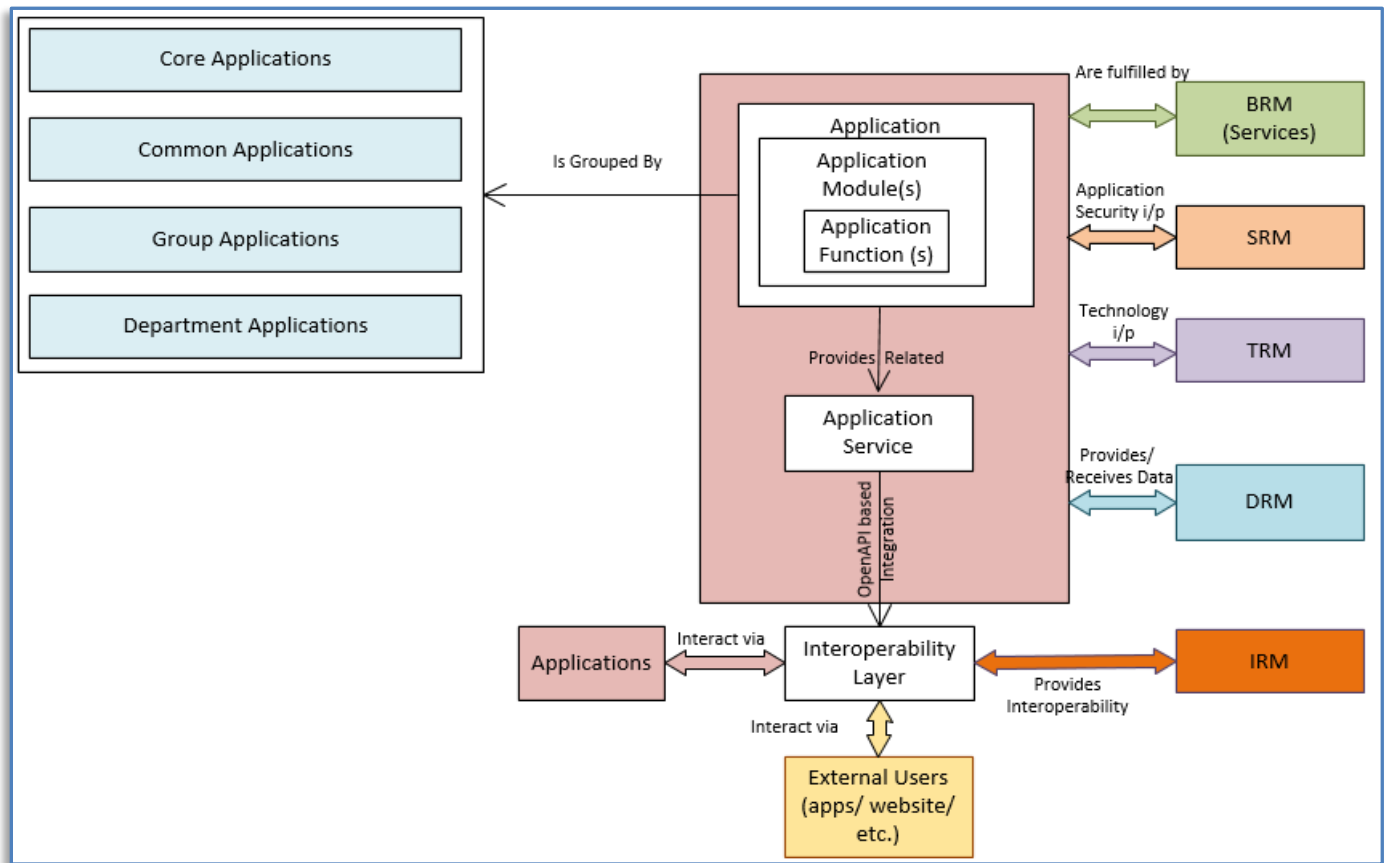 Core Applications
Common Applications
Group Applications
Department Applications
Is Grouped By
Application
Application
Module(s)
Application
Function (s)
Provides Related
Application
Service
OpenAPI based
Integration
Are fulfilled by
BRM
(Services)
Application
Security i/p
SRM
Technology
i/p
TRM
Provides/
Receives Data
DRM
Applications
Interact via
Interoperability
Layer
Provides
Interoperability
IRM
Interact via
External Users
(apps/ website/
etc.)